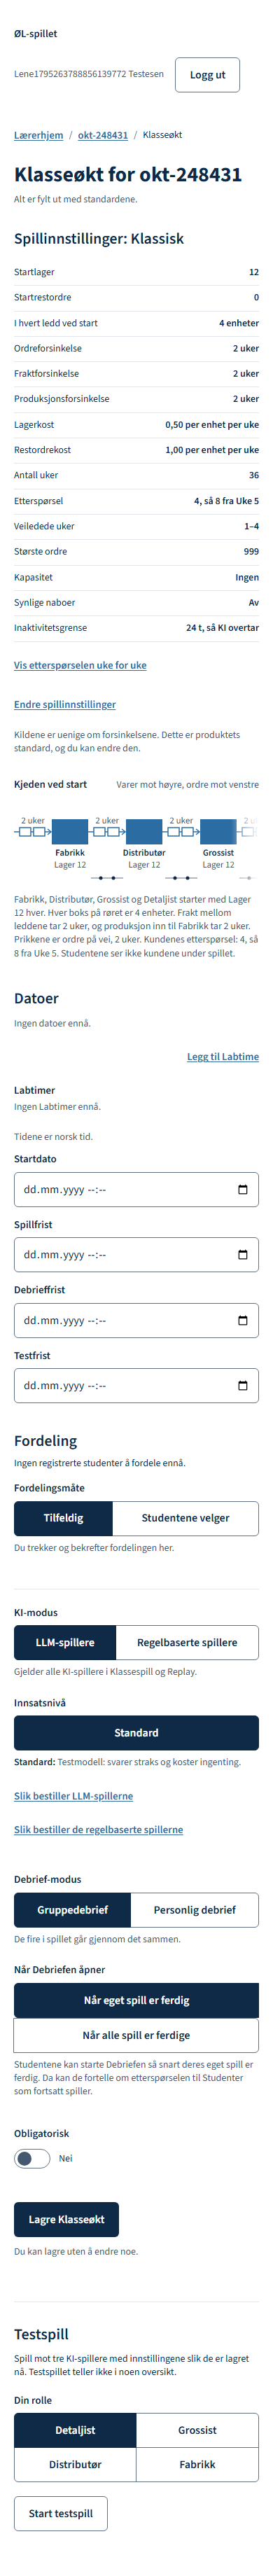 ØL-spillet
Lene1795263788856139772 Testesen
Logg ut
Lærerhjem / okt-248431 / Klasseøkt
Klasseøkt for okt-248431
Alt er fylt ut med standardene.
Spillinnstillinger: Klassisk
Startlager 12
Startrestordre 0
I hvert ledd ved start 4 enheter
Ordreforsinkelse 2 uker
Fraktforsinkelse 2 uker
Produksjonsforsinkelse 2 uker
Lagerkost 0,50 per enhet per uke
Restordrekost 1,00 per enhet per uke
Antall uker 36
Etterspørsel 4, så 8 fra Uke 5
Veiledede uker 1–4
Største ordre 999
Kapasitet Ingen
Synlige naboer Av
Inaktivitetsgrense 24 t, så KI overtar
Vis etterspørselen uke for uke
Endre spillinnstillinger
Kildene er uenige om forsinkelsene. Dette er produktets
standard, og du kan endre den.
Kjeden ved start Varer mot høyre, ordre mot venstre
2 uker 2 uker 2 uker
Fabrikk Distributør Grossist
Lager 12 Lager 12 Lager 12
Fabrikk, Distributør, Grossist og Detaljist starter med Lager
12 hver. Hver boks på røret er 4 enheter. Frakt mellom
leddene tar 2 uker, og produksjon inn til Fabrikk tar 2 uker.
Prikkene er ordre på vei, 2 uker. Kundenes etterspørsel: 4, så
8 fra Uke 5. Studentene ser ikke kundene under spillet.
Datoer
Ingen datoer ennå.
Legg til Labtime
Labtimer
Ingen Labtimer ennå.
Tidene er norsk tid.
Startdato
dd.mm.yyyy --:--
Spillfrist
dd.mm.yyyy --:--
Debrieffrist
dd.mm.yyyy --:--
Testfrist
dd.mm.yyyy --:--
Fordeling
Ingen registrerte studenter å fordele ennå.
Fordelingsmåte
Tilfeldig Studentene velger
Du trekker og bekrefter fordelingen her.
KI-modus
LLM-spillere Regelbaserte spillere
Gjelder alle KI-spillere i Klassespill og Replay.
Innsatsnivå
Standard
Standard: Testmodell: svarer straks og koster ingenting.
Slik bestiller LLM-spillerne
Slik bestiller de regelbaserte spillerne
Debrief-modus
Gruppedebrief Personlig debrief
De fire i spillet går gjennom det sammen.
Når Debriefen åpner
Når eget spill er ferdig
Når alle spill er ferdige
Studentene kan starte Debriefen så snart deres eget spill er
ferdig. Da kan de fortelle om etterspørselen til Studenter
som fortsatt spiller.
Obligatorisk
Nei
Lagre Klasseøkt
Du kan lagre uten å endre noe.
Testspill
Spill mot tre KI-spillere med innstillingene slik de er lagret
nå. Testspillet teller ikke i noen oversikt.
Din rolle
Detaljist Grossist
Distributør Fabrikk
Start testspill